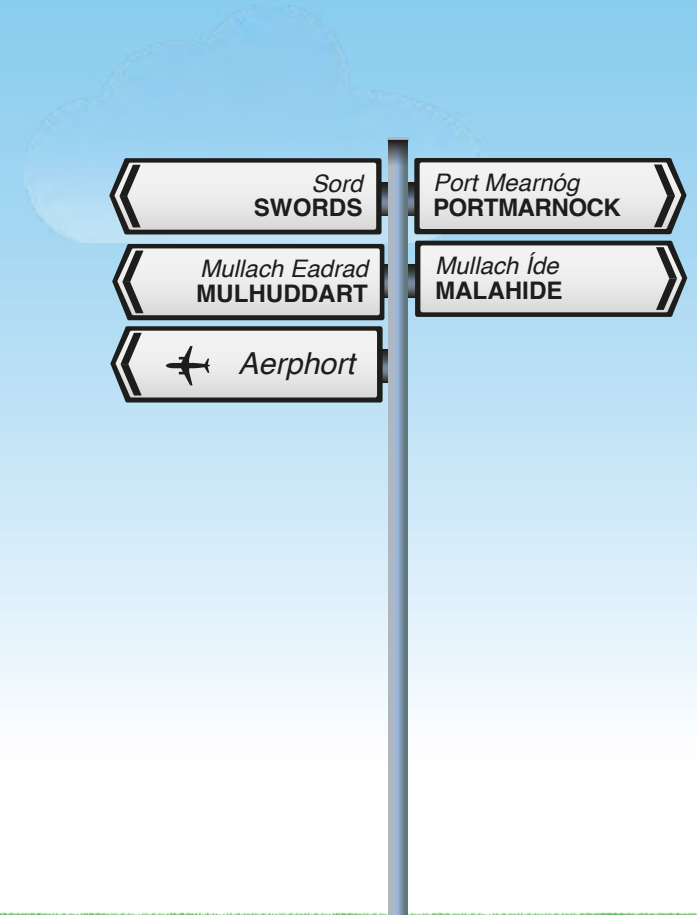 Sord
SWORDS
Port Mearnóg
PORTMARNOCK
Mullach Eadrad
MULHUDDART
Mullach Íde
MALAHIDE
Aerphort